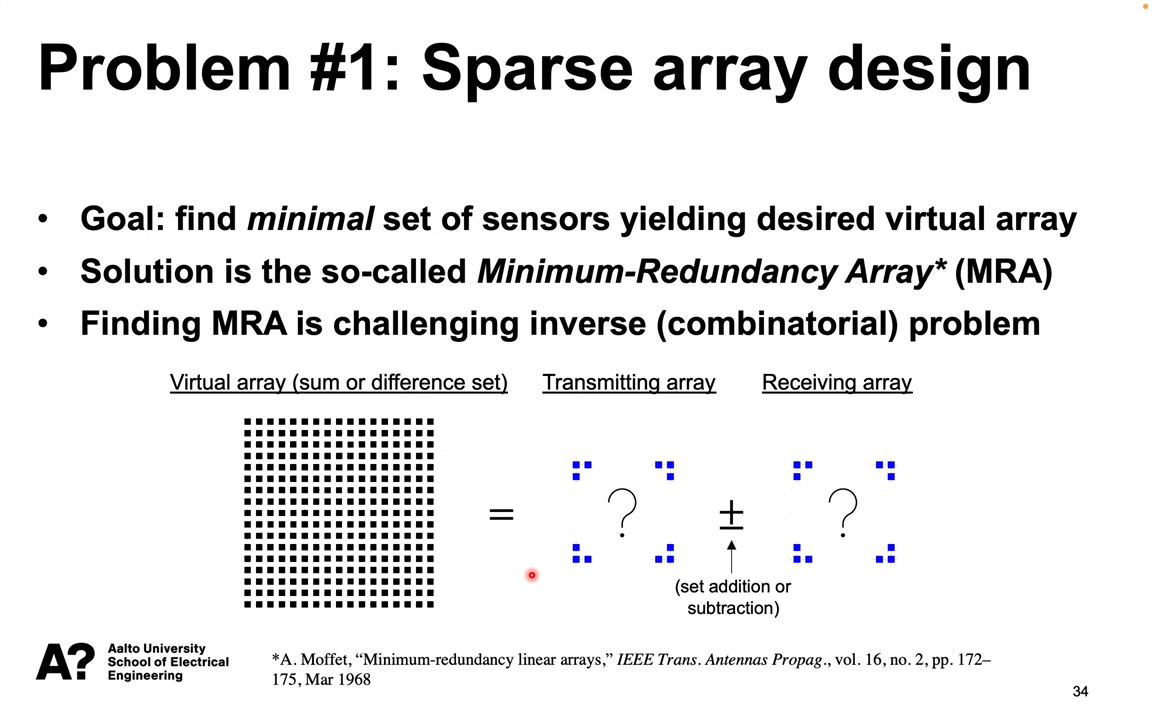 Problem #1: Sparse array design
• Goal: find minimal set of sensors yielding desired virtual array
• Solution is the so-called Minimum-Redundancy Array* (MRA)
• Finding MRA is challenging inverse (combinatorial) problem
Virtual array (sum or difference set) Transmitting array Receiving array
= ? ± ?
(set addition or
subtraction)
A? Aalto University
School of Electrical
Engineering
*A. Moffet, “Minimum-redundancy linear arrays,” IEEE Trans. Antennas Propag., vol. 16, no. 2, pp. 172–
175, Mar 1968
34